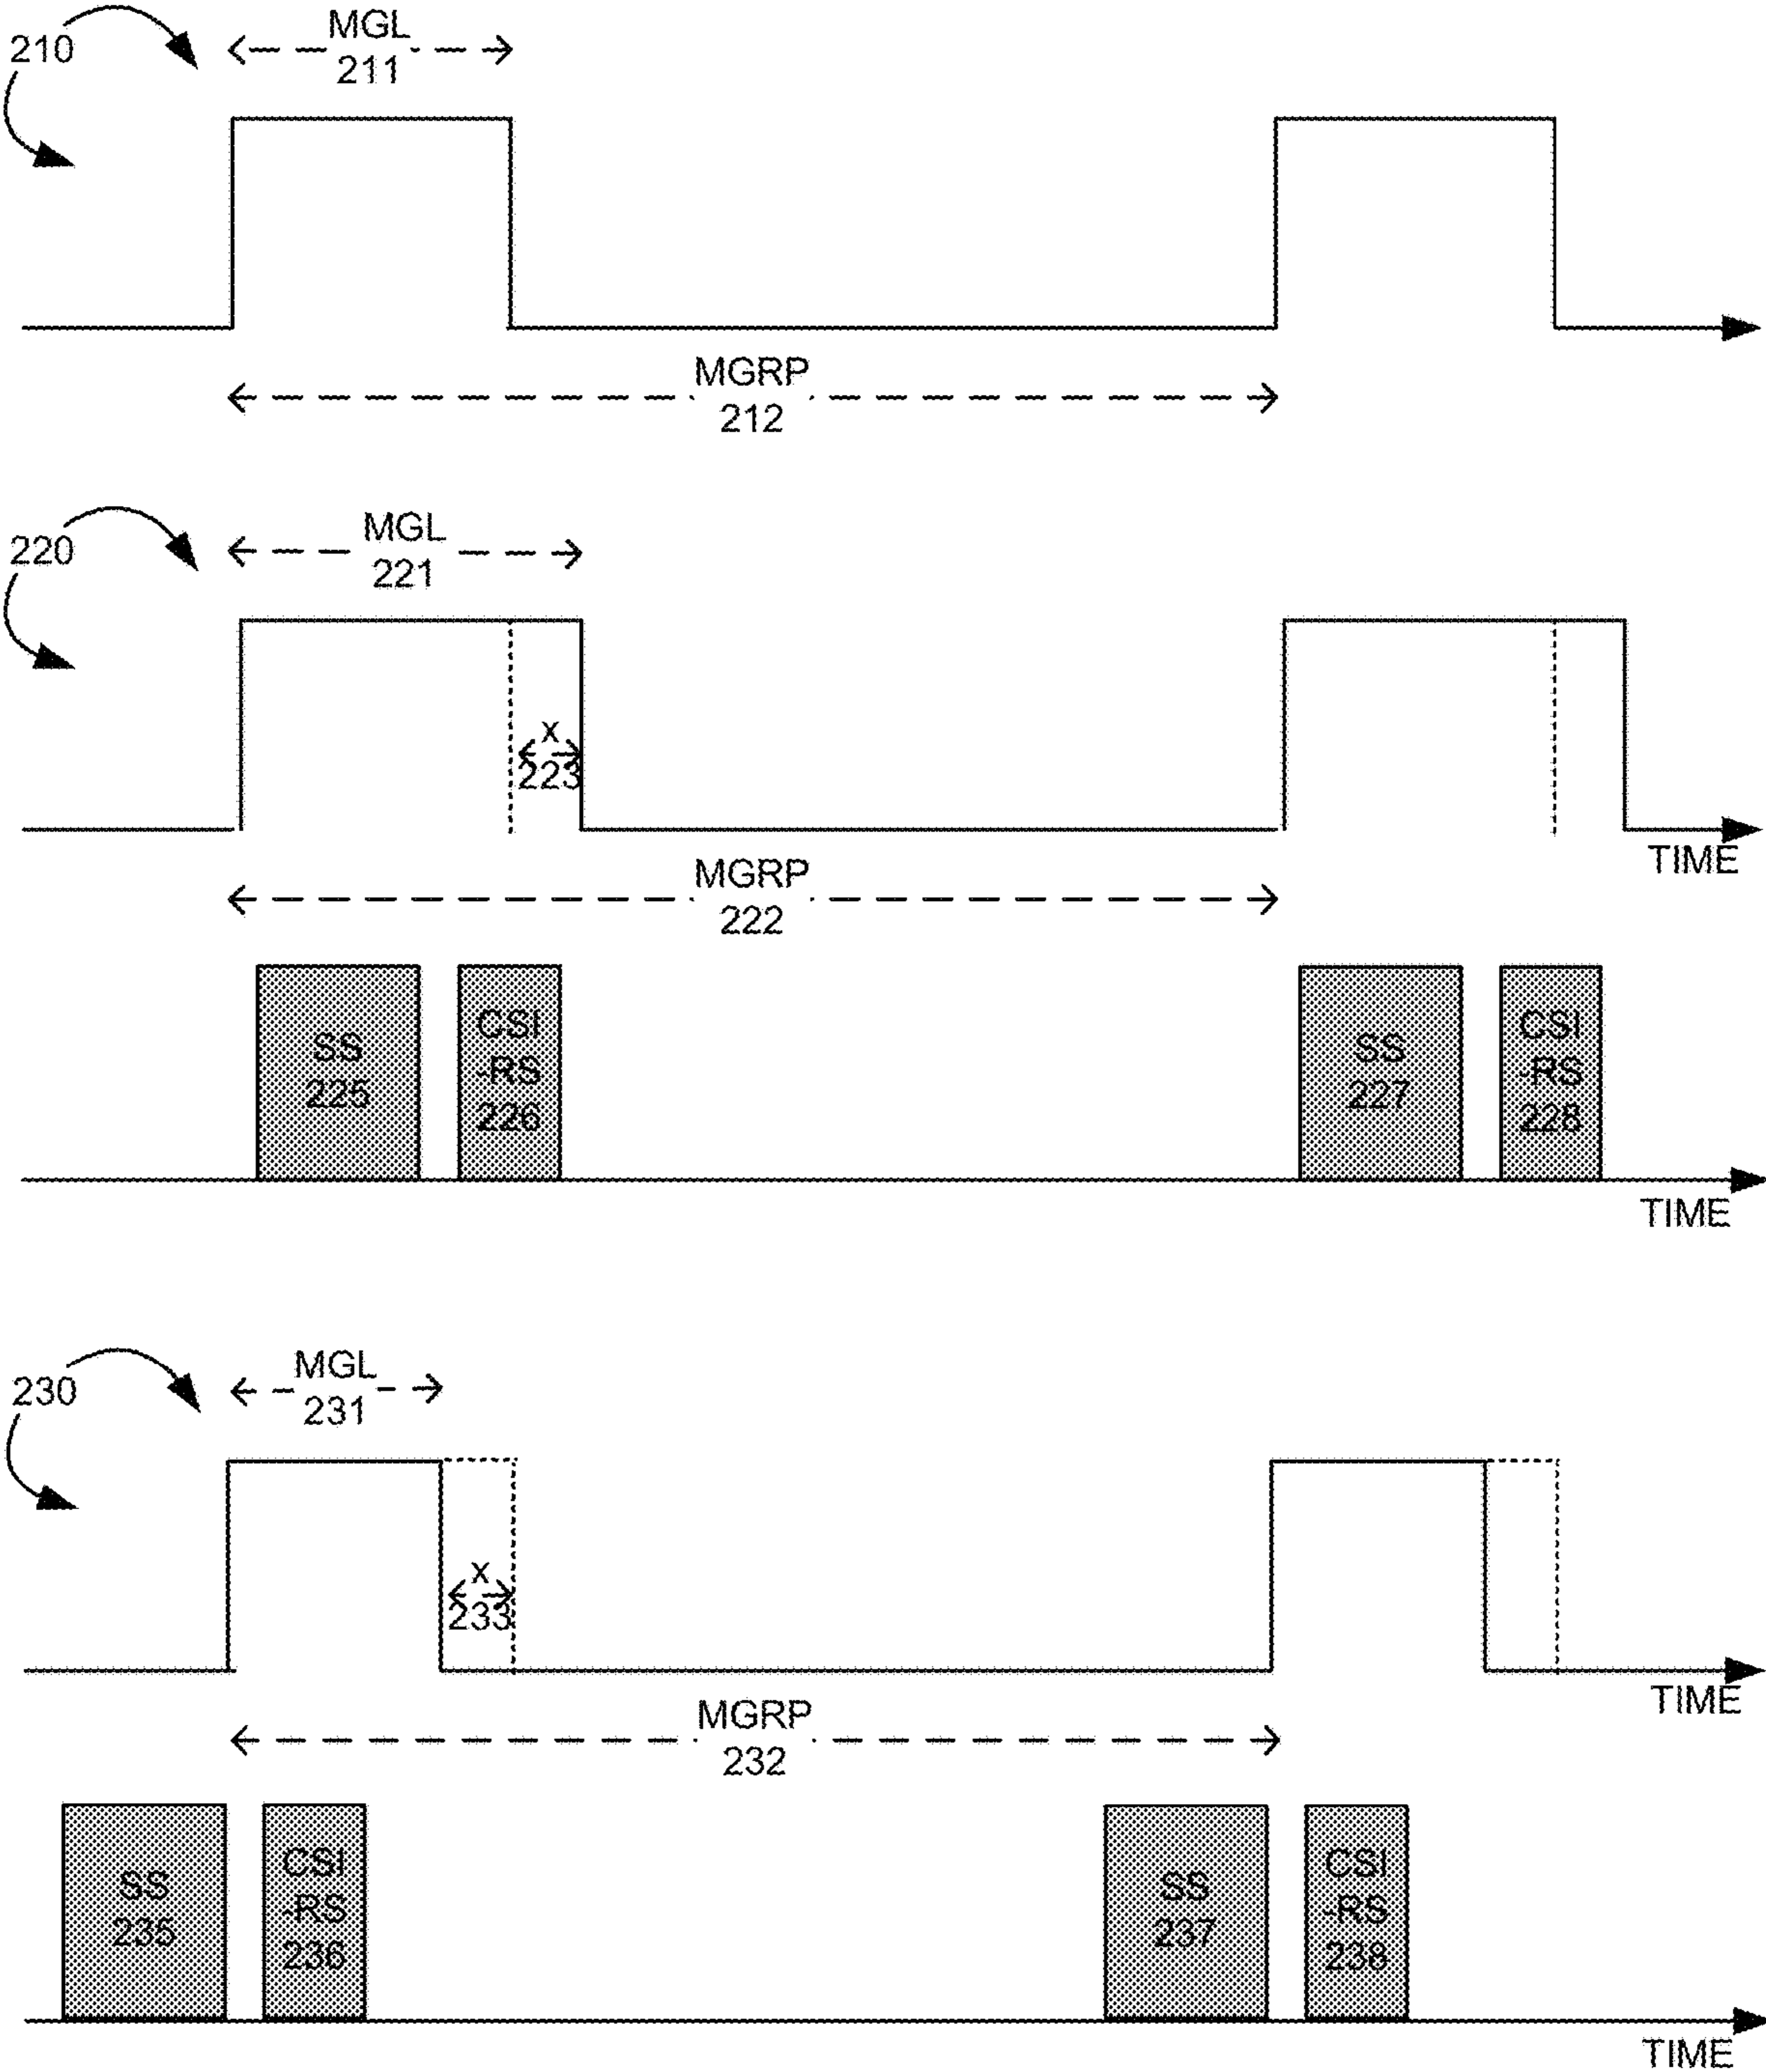 210
MGL
211
MGRP
212
220
MGL
221
X
223
TIME
MGRP
222
SS
225
CSI
-RS
226
SS
227
CSI
-RS
228
TIME
230
MGL
231
X
233
TIME
MGRP
232
SS
235
CSI
-RS
236
SS
237
CSI
-RS
238
TIME